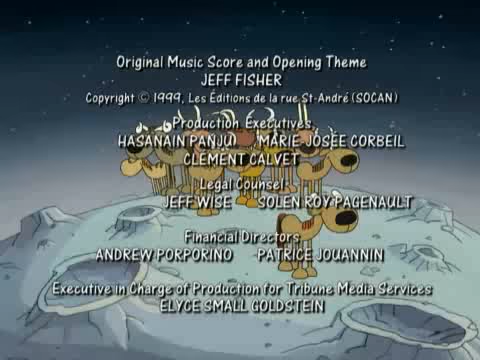 Original Music Score and Opening Theme
JEFF FISHER
Copyright © 1999, Les Éditions de la rue St-André (SOCAN)
Production Executives
HASANAIN PANJU MARIE-JOSÉE CORBEIL
CLÉMENT CALVET
Legal Counsel
JEFF WISE SOLEN ROY-PAGENAULT
Financial Directors
ANDREW PORPORINO PATRICE JOUANNIN
Executive in Charge of Production for Tribune Media Services
ELYCE SMALL GOLDSTEIN